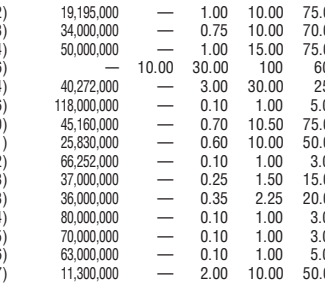 2) 19,195,000 — 1.00 10.00 75.0
) 34,000,000 — 0.75 10.00 70.0
) 50,000,000 — 1.00 15.00 75.0
) — 10.00 30.00 100 60
) 40,272,000 — 3.00 30.00 25
) 118,000,000 — 0.10 1.00 5.0
) 45,160,000 — 0.70 10.50 75.0
) 25,830,000 — 0.60 10.00 50.0
2) 66,252,000 — 0.10 1.00 3.0
) 37,000,000 — 0.25 1.50 15.0
) 36,000,000 — 0.35 2.25 20.0
) 80,000,000 — 0.10 1.00 3.0
) 70,000,000 — 0.10 1.00 3.0
) 63,000,000 — 0.10 1.00 5.0
) 11,300,000 — 2.00 10.00 50.0